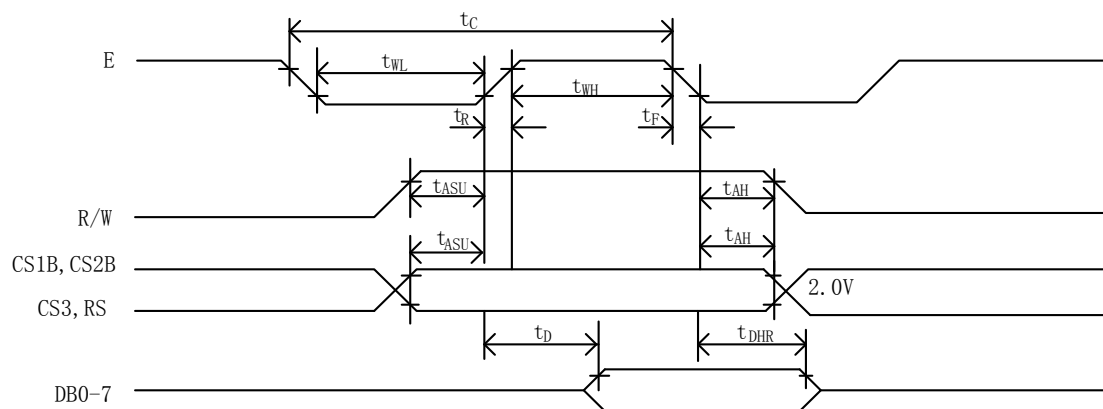 tC
E
tWL
tWH
tR
tF
tASU
tAH
R/W
tASU
tAH
CS1B, CS2B
2.0V
CS3, RS
tD
tDHR
DB0-7